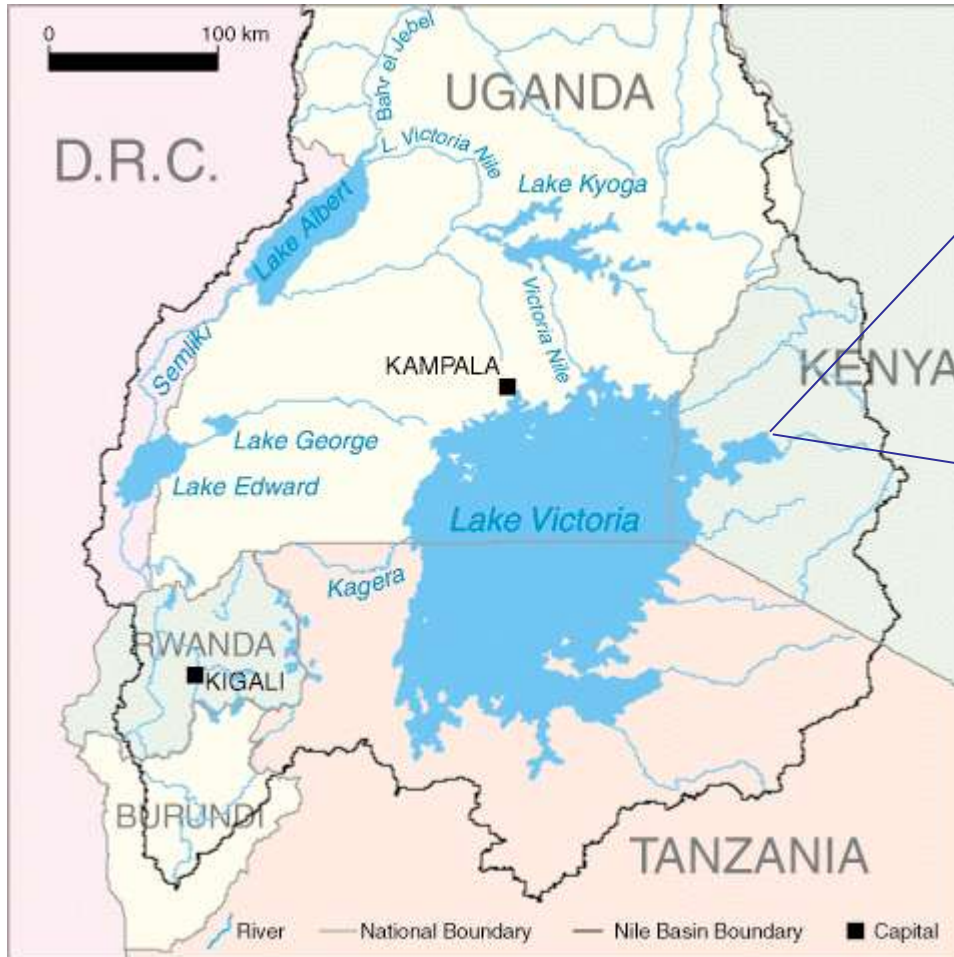 0 100 km
Bahr el Jebel
UGANDA
D.R.C.
L. Victoria Nile
Lake Kyoga
Lake Albert
Victoria Nile
Semliki
KENYA
KAMPALA
Lake George
Lake Edward
Lake Victoria
Kagera
RWANDA
KIGALI
BURUNDI
TANZANIA
River National Boundary Nile Basin Boundary Capital